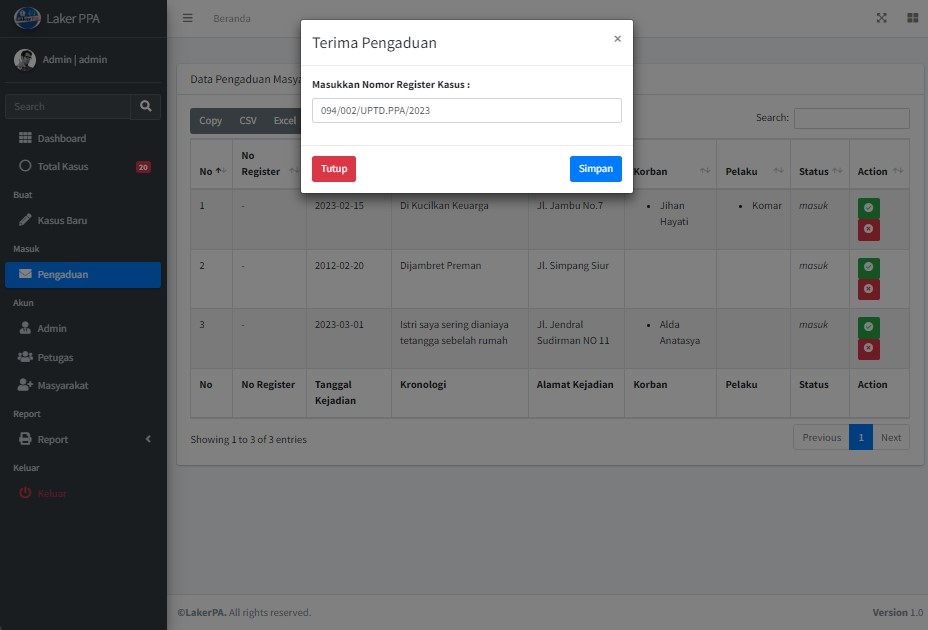 Laker PPA
Admin | admin
Search
Dashboard
Total Kasus 20
Buat
Kasus Baru
Masuk
Pengaduan
Akun
Admin
Petugas
Masyarakat
Report
Report
Keluar
Keluar
Beranda
Terima Pengaduan ×
Masukkan Nomor Register Kasus :
094/002/UPTD.PPA/2023
Tutup Simpan
Data Pengaduan Masya
Copy CSV Excel
Search:
No No Register Korban Pelaku Status Action
1 - 2023-02-15 Di Kucilkan Keuarga Jl. Jambu No.7 • Jihan Hayati • Komar masuk
2 - 2012-02-20 Dijambret Preman Jl. Simpang Siur masuk
3 - 2023-03-01 Istri saya sering dianiaya tetangga sebelah rumah Jl. Jendral Sudirman NO 11 • Alda Anatasya masuk
No No Register Tanggal Kejadian Kronologi Alamat Kejadian Korban Pelaku Status Action
Showing 1 to 3 of 3 entries
Previous 1 Next
©LakerPA. All rights reserved.
Version 1.0